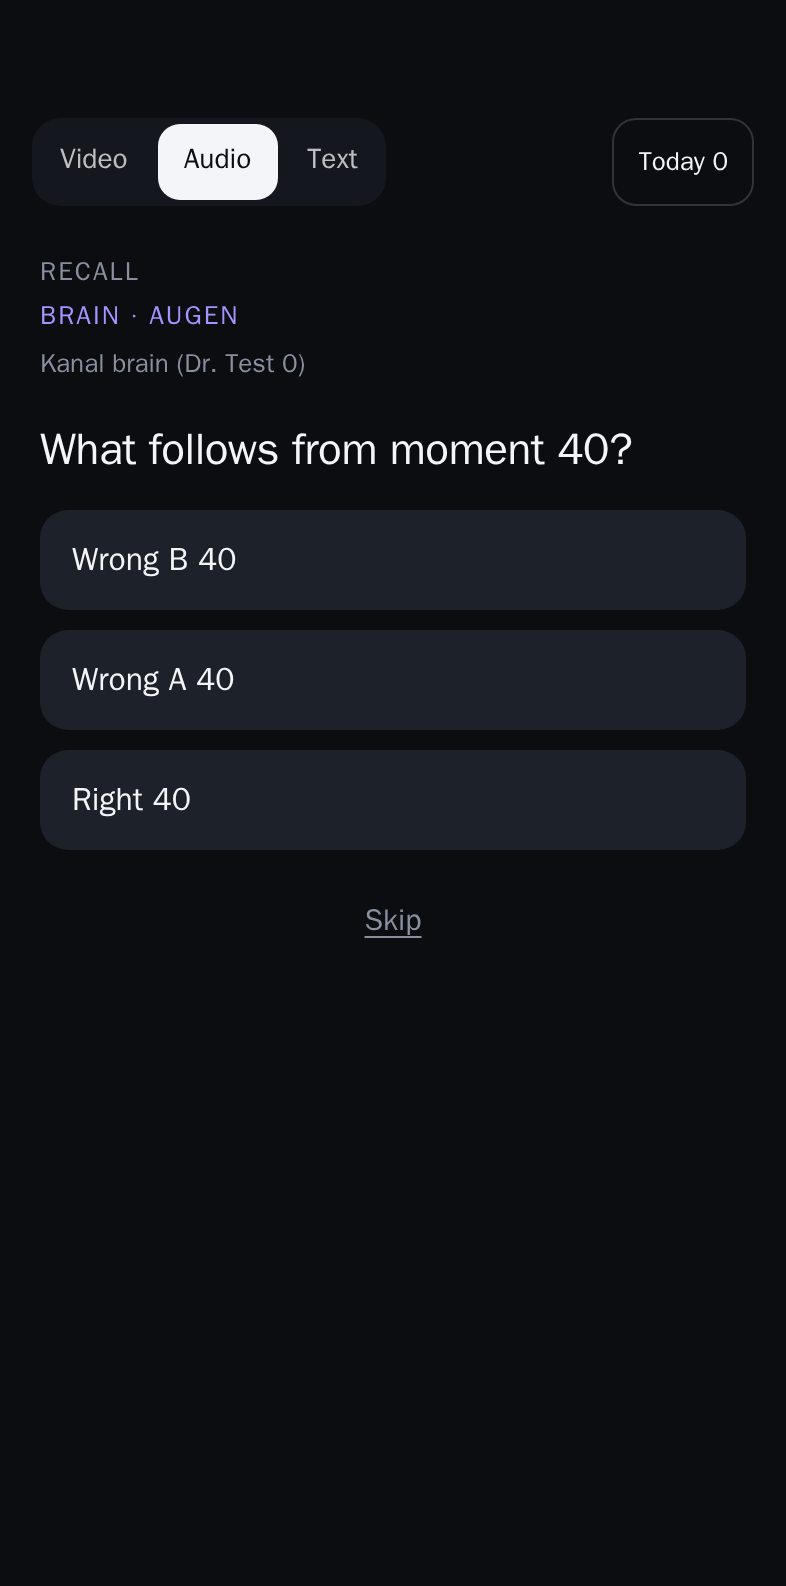 Video Audio Text Today 0
RECALL
BRAIN · AUGEN
Kanal brain (Dr. Test 0)
What follows from moment 40?
Wrong B 40
Wrong A 40
Right 40
Skip